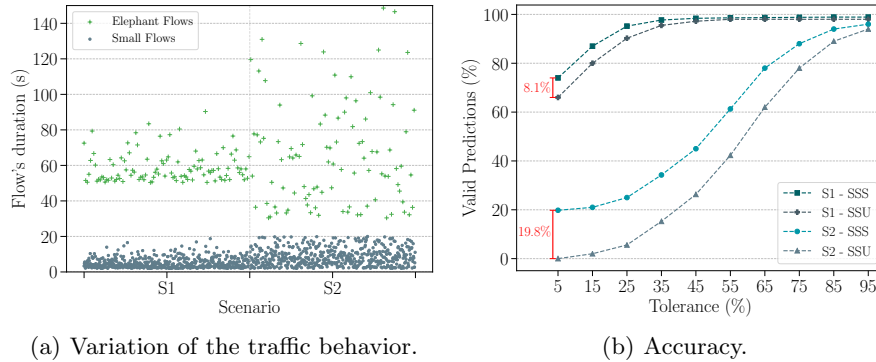 Elephant Flows
Small Flows
Flow's duration (s)
140
120
100
80
60
40
20
0
S1
S2
Scenario
(a) Variation of the traffic behavior.
Valid Predictions (%)
100
80
60
40
20
0
8.1%
19.8%
S1 - SSS
S1 - SSU
S2 - SSS
S2 - SSU
5 15 25 35 45 55 65 75 85 95
Tolerance (%)
(b) Accuracy.